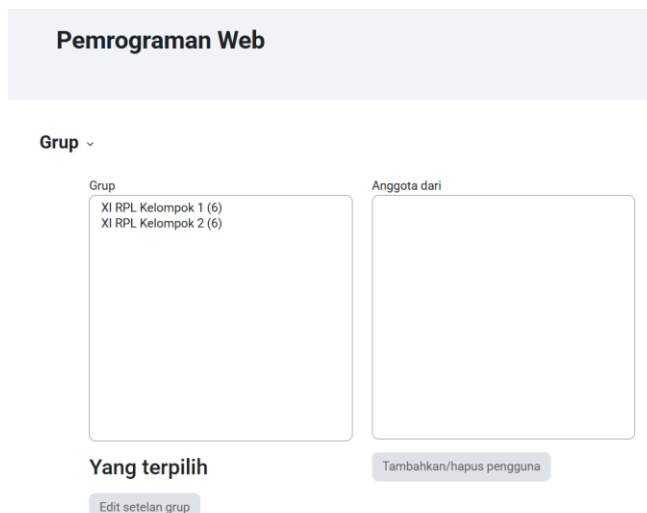 Pemrograman Web
Grup
Grup
XI RPL Kelompok 1 (6)
XI RPL Kelompok 2 (6)
Anggota dari
Yang terpilih
Tambahkan/hapus pengguna
Edit setelan grup